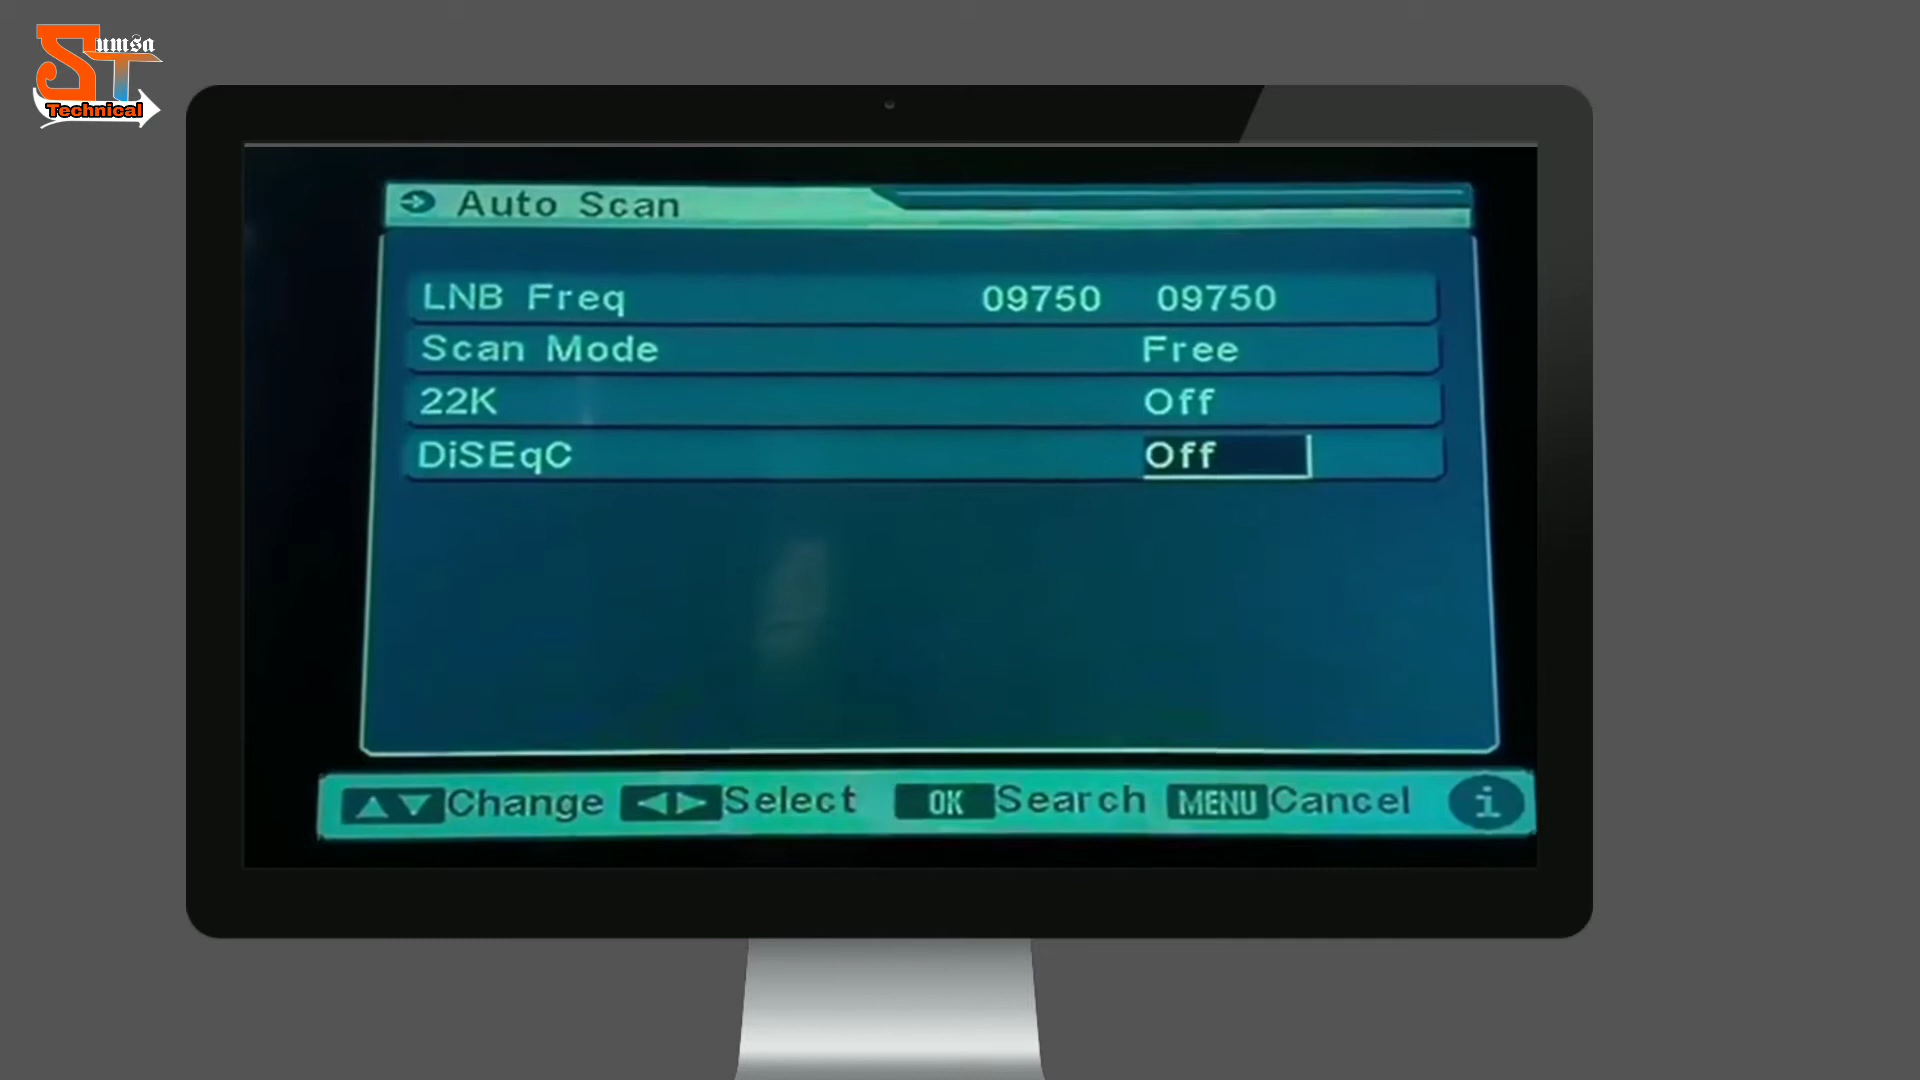 Sumsa
Technical
Auto Scan
LNB Freq 09750 09750
Scan Mode Free
22K Off
DiSEqC Off
Change Select OK Search MENU Cancel i